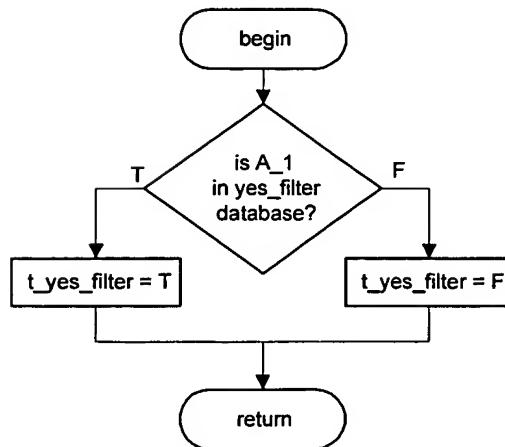 begin
is A_1
in yes_filter
database?
T
F
t_yes_filter = T
t_yes_filter = F
return